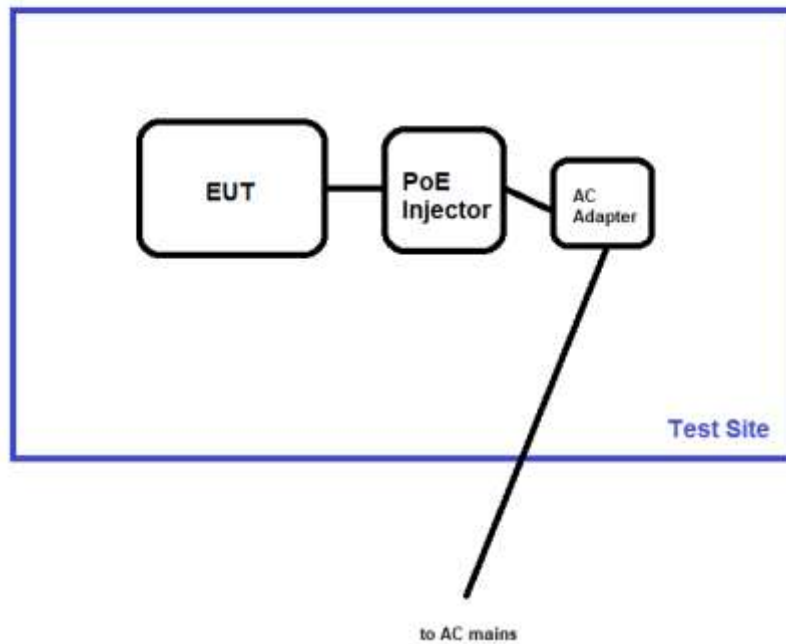 EUT
PoE
Injector
AC
Adapter
Test Site
to AC mains